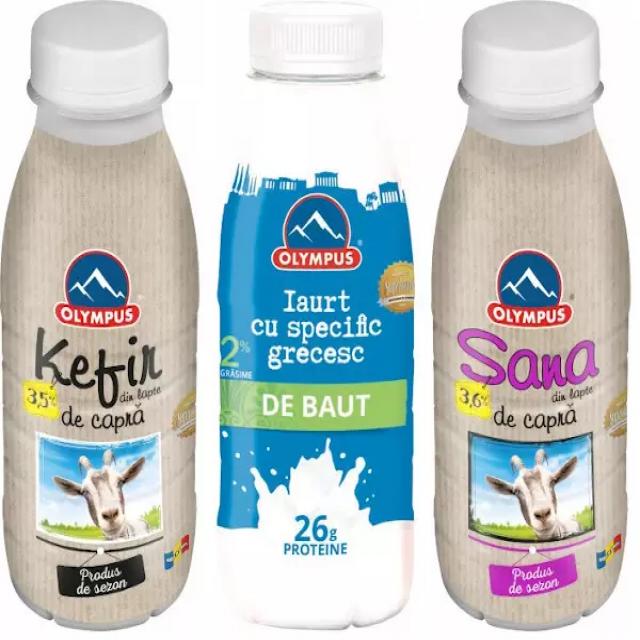 OLYMPUS
Kefir
din lapte
3,5%
de capră
Produs
de sezon
OLYMPUS
Iaurt
cu specific
grecesc
2%
GRĂSIME
DE BAUT
26g
PROTEINE
OLYMPUS
Sana
din lapte
3,6%
de capră
Produs
de sezon